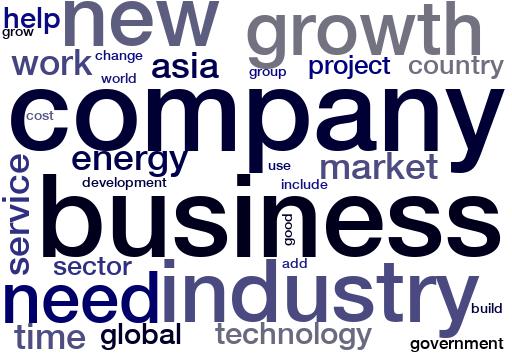 help new growth
grow
work change asia group project country
world
company
cost
energy use market
service development include
business
good
sector add
need industry build
time global technology government